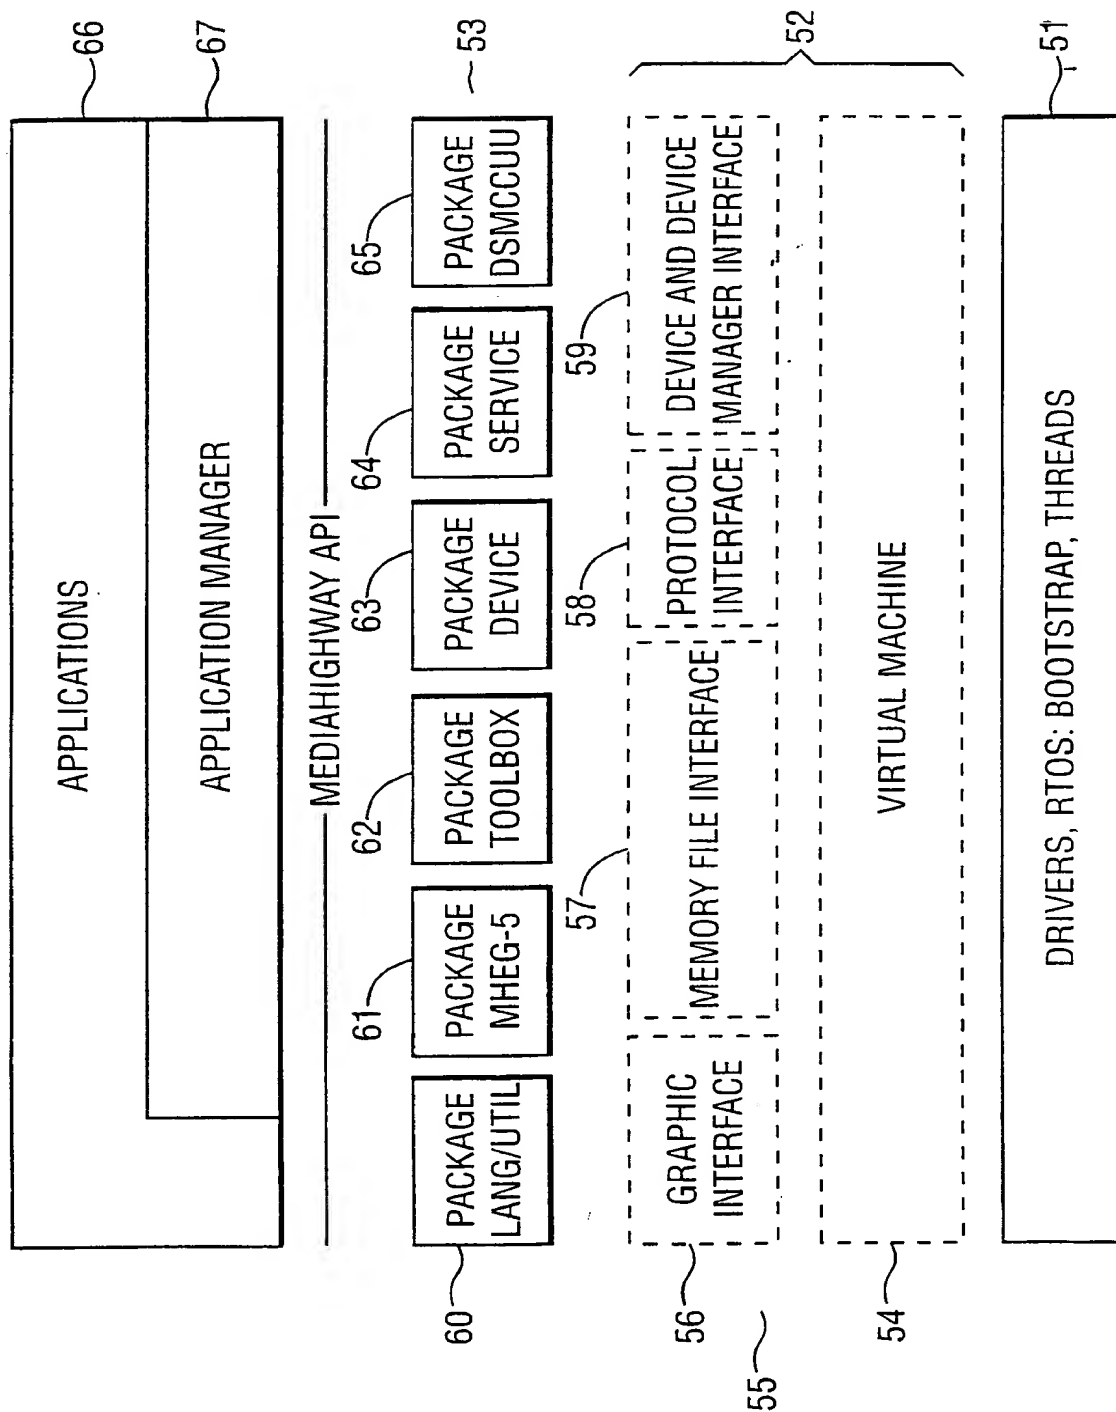 APPLICATIONS
66
APPLICATION MANAGER
67
MEDIAHIGHWAY API
53
60
PACKAGE
LANG/UTIL
61
PACKAGE
MHEG-5
62
PACKAGE
TOOLBOX
63
PACKAGE
DEVICE
64
PACKAGE
SERVICE
65
PACKAGE
DSMCCUU
55
56
GRAPHIC
INTERFACE
57
MEMORY FILE INTERFACE
58
PROTOCOL
INTERFACE
59
DEVICE AND DEVICE
MANAGER INTERFACE
52
54
VIRTUAL MACHINE
DRIVERS, RTOS: BOOTSTRAP, THREADS
51